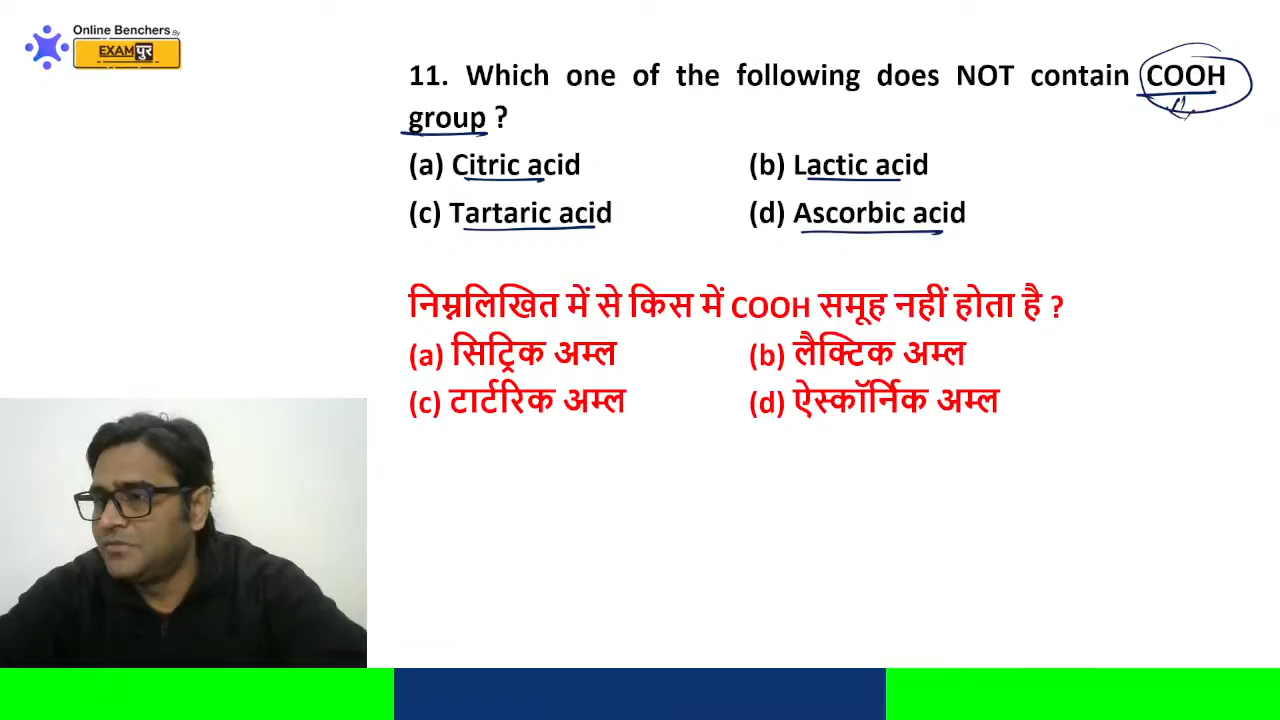 Online Benchers By
EXAMपुर
11. Which one of the following does NOT contain COOH
group ?
(a) Citric acid (b) Lactic acid
(c) Tartaric acid (d) Ascorbic acid
निम्नलिखित में से किस में COOH समूह नहीं होता है ?
(a) सिट्रिक अम्ल (b) लैक्टिक अम्ल
(c) टार्टरिक अम्ल (d) ऐस्कॉर्निक अम्ल